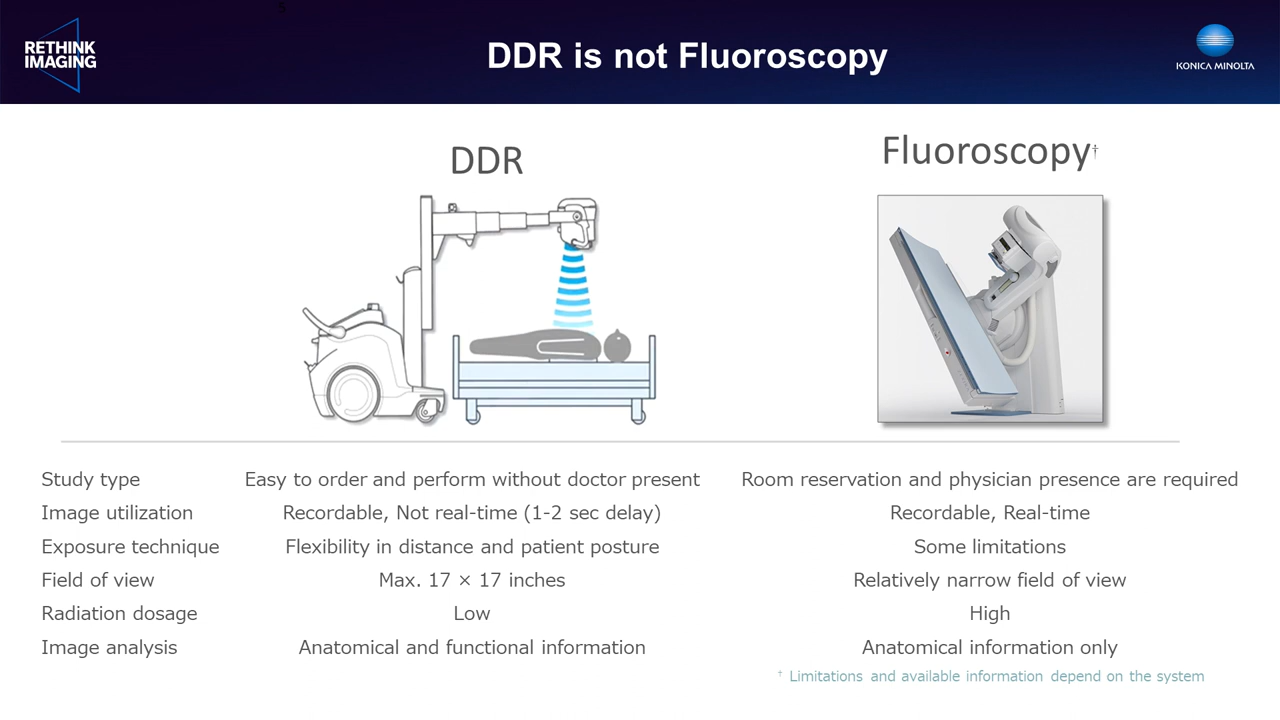 5
RETHINK
IMAGING
DDR is not Fluoroscopy
KONICA MINOLTA
DDR
Fluoroscopy†
Study type Easy to order and perform without doctor present Room reservation and physician presence are required
Image utilization Recordable, Not real-time (1-2 sec delay) Recordable, Real-time
Exposure technique Flexibility in distance and patient posture Some limitations
Field of view Max. 17 × 17 inches Relatively narrow field of view
Radiation dosage Low High
Image analysis Anatomical and functional information Anatomical information only
† Limitations and available information depend on the system